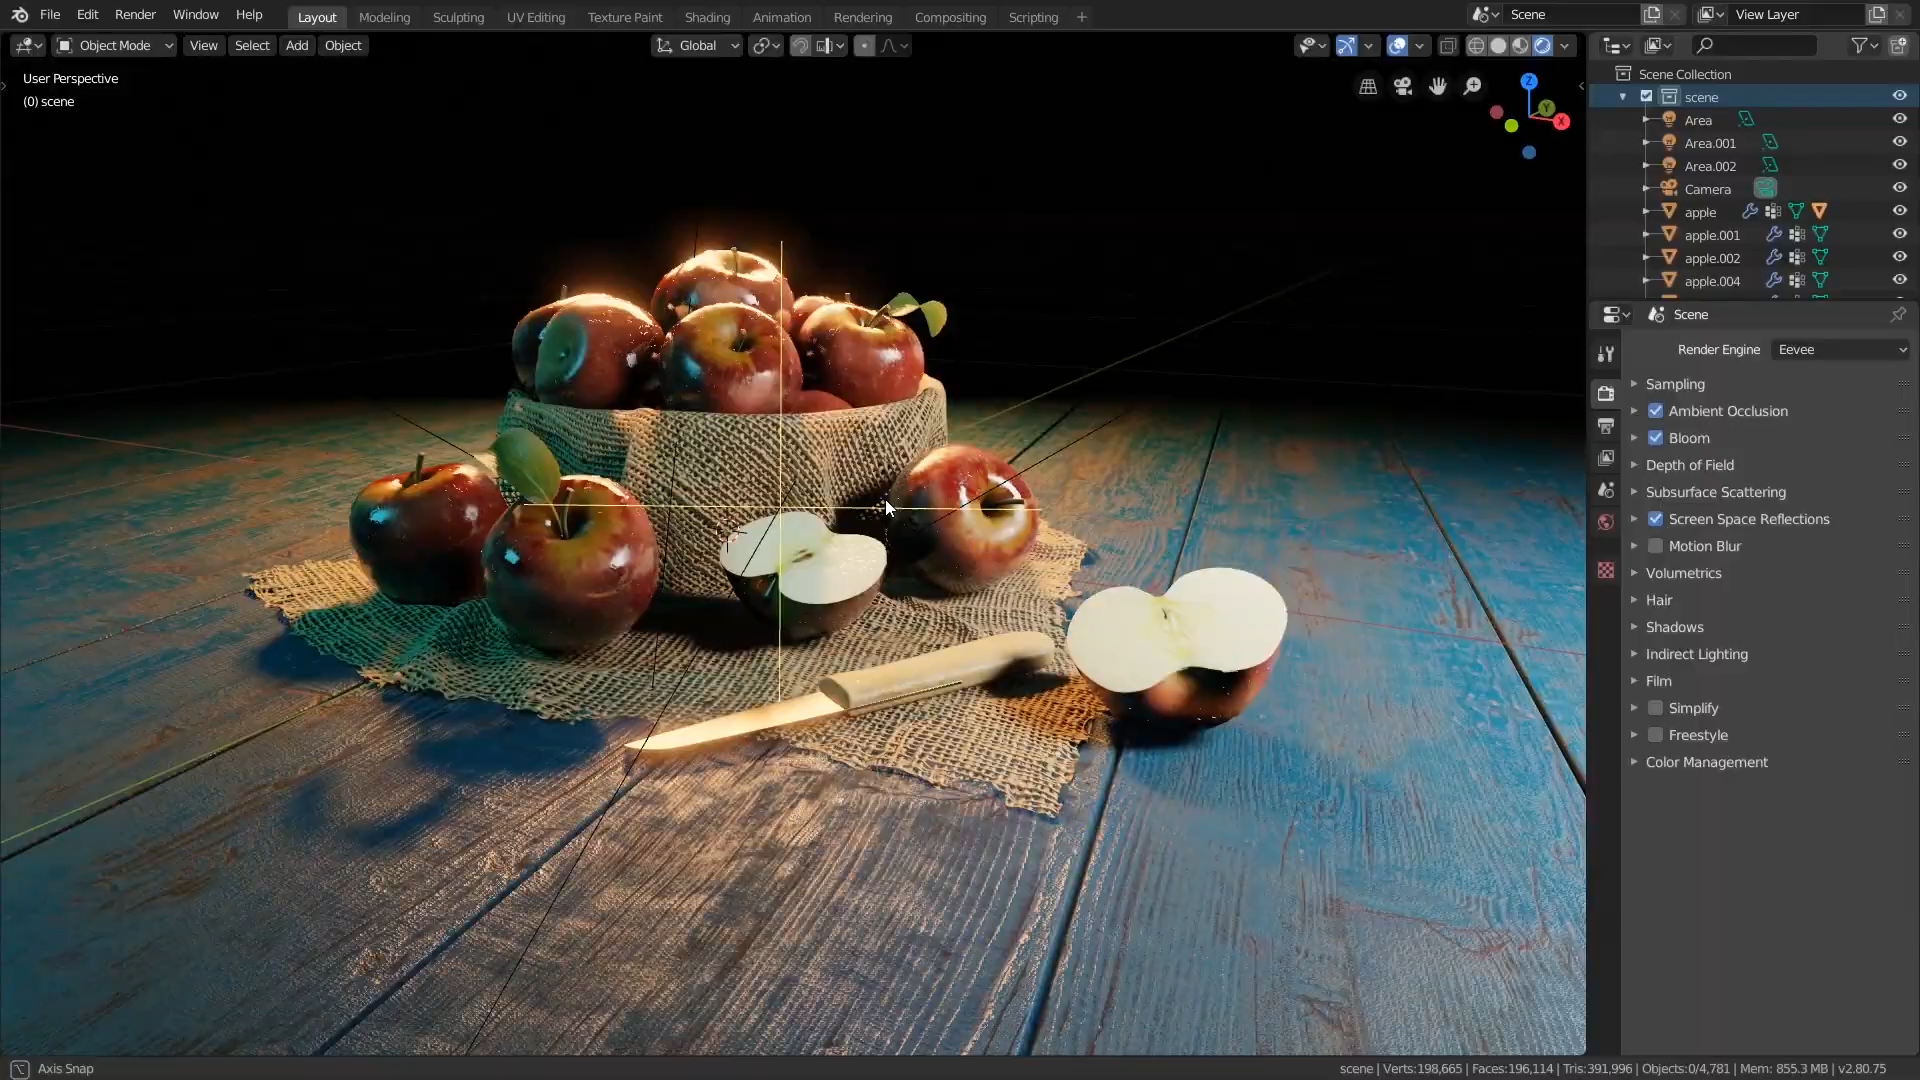 File Edit Render Window Help Layout Modeling Sculpting UV Editing Texture Paint Shading Animation Rendering Compositing Scripting + Scene View Layer
Object Mode View Select Add Object Global
User Perspective
(0) scene
Z
Y
X
Scene Collection
scene
Area
Area.001
Area.002
Camera
apple
apple.001
apple.002
apple.004
Scene
Render Engine Eevee
Sampling
Ambient Occlusion
Bloom
Depth of Field
Subsurface Scattering
Screen Space Reflections
Motion Blur
Volumetrics
Hair
Shadows
Indirect Lighting
Film
Simplify
Freestyle
Color Management
Axis Snap
scene | Verts:198,665 | Faces:196,114 | Tris:391,996 | Objects:0/4,781 | Mem: 855.3 MB | v2.80.75